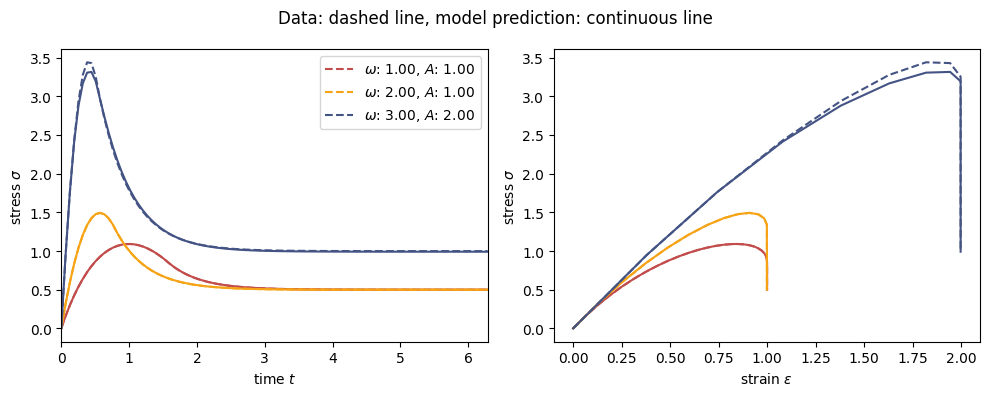 Data: dashed line, model prediction: continuous line
3.5
3.0
2.5
2.0
1.5
1.0
0.5
0.0
stress σ
0 1 2 3 4 5 6
time t
ω: 1.00, A: 1.00
ω: 2.00, A: 1.00
ω: 3.00, A: 2.00
3.5
3.0
2.5
2.0
1.5
1.0
0.5
0.0
stress σ
0.00 0.25 0.50 0.75 1.00 1.25 1.50 1.75 2.00
strain ε